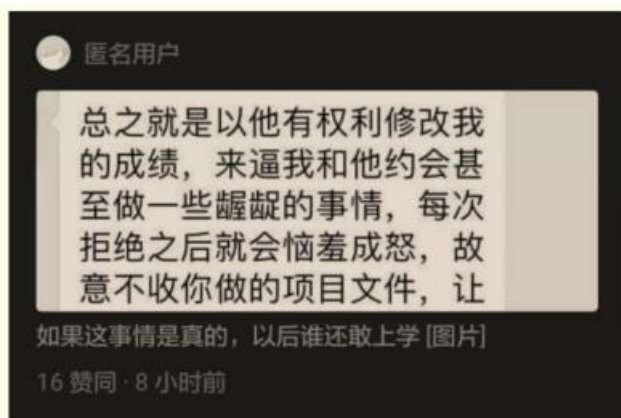 匿名用户
总之就是以他有权利修改我
的成绩，来逼我和他约会甚
至做一些龌龊的事情，每次
拒绝之后就会恼羞成怒，故
意不收你做的项目文件，让
如果这事情是真的，以后谁还敢上学 [图片]
16 赞同 · 8 小时前